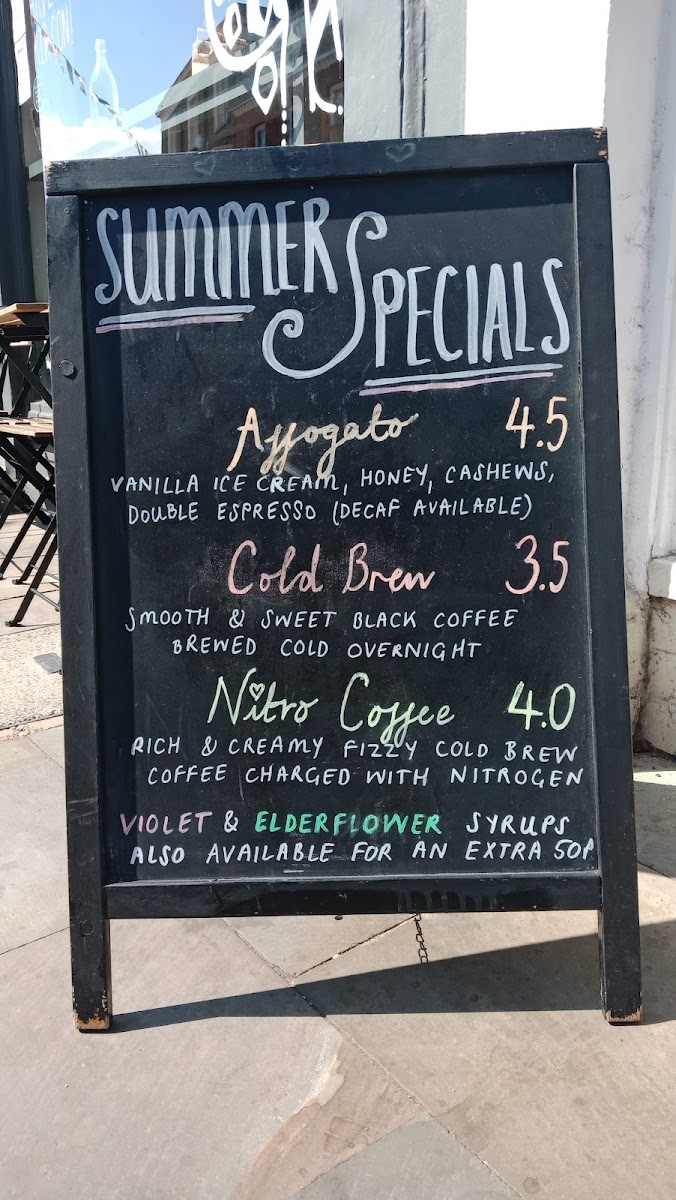 SUMMER
SPECIALS
Affogato 4.5
VANILLA ICE CREAM, HONEY, CASHEWS,
DOUBLE ESPRESSO (DECAF AVAILABLE)
Cold Brew 3.5
SMOOTH & SWEET BLACK COFFEE
BREWED COLD OVERNIGHT
Nitro Coffee 4.0
RICH & CREAMY FIZZY COLD BREW
COFFEE CHARGED WITH NITROGEN
VIOLET & ELDERFLOWER SYRUPS
ALSO AVAILABLE FOR AN EXTRA 50P